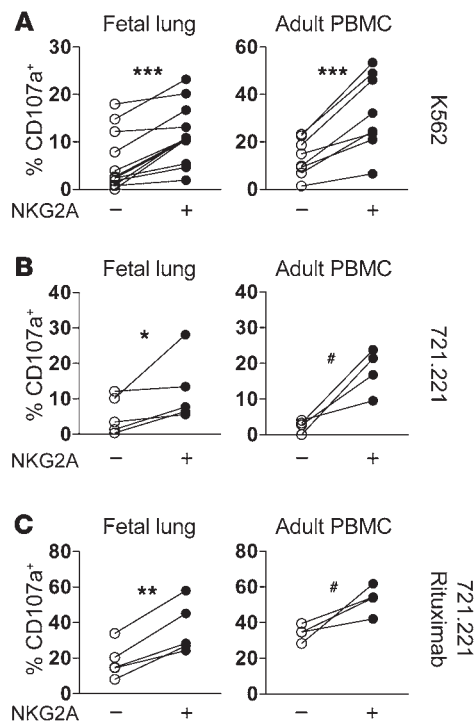 A
Fetal lung
Adult PBMC
% CD107a+
30
20
10
0
***
60
40
20
0
***
K562
NKG2A
–
+
–
+
B
Fetal lung
Adult PBMC
% CD107a+
40
30
20
10
0
*
40
30
20
10
0
#
721.221
NKG2A
–
+
–
+
C
Fetal lung
Adult PBMC
% CD107a+
80
60
40
20
0
**
80
60
40
20
0
#
721.221
Rituximab
NKG2A
–
+
–
+